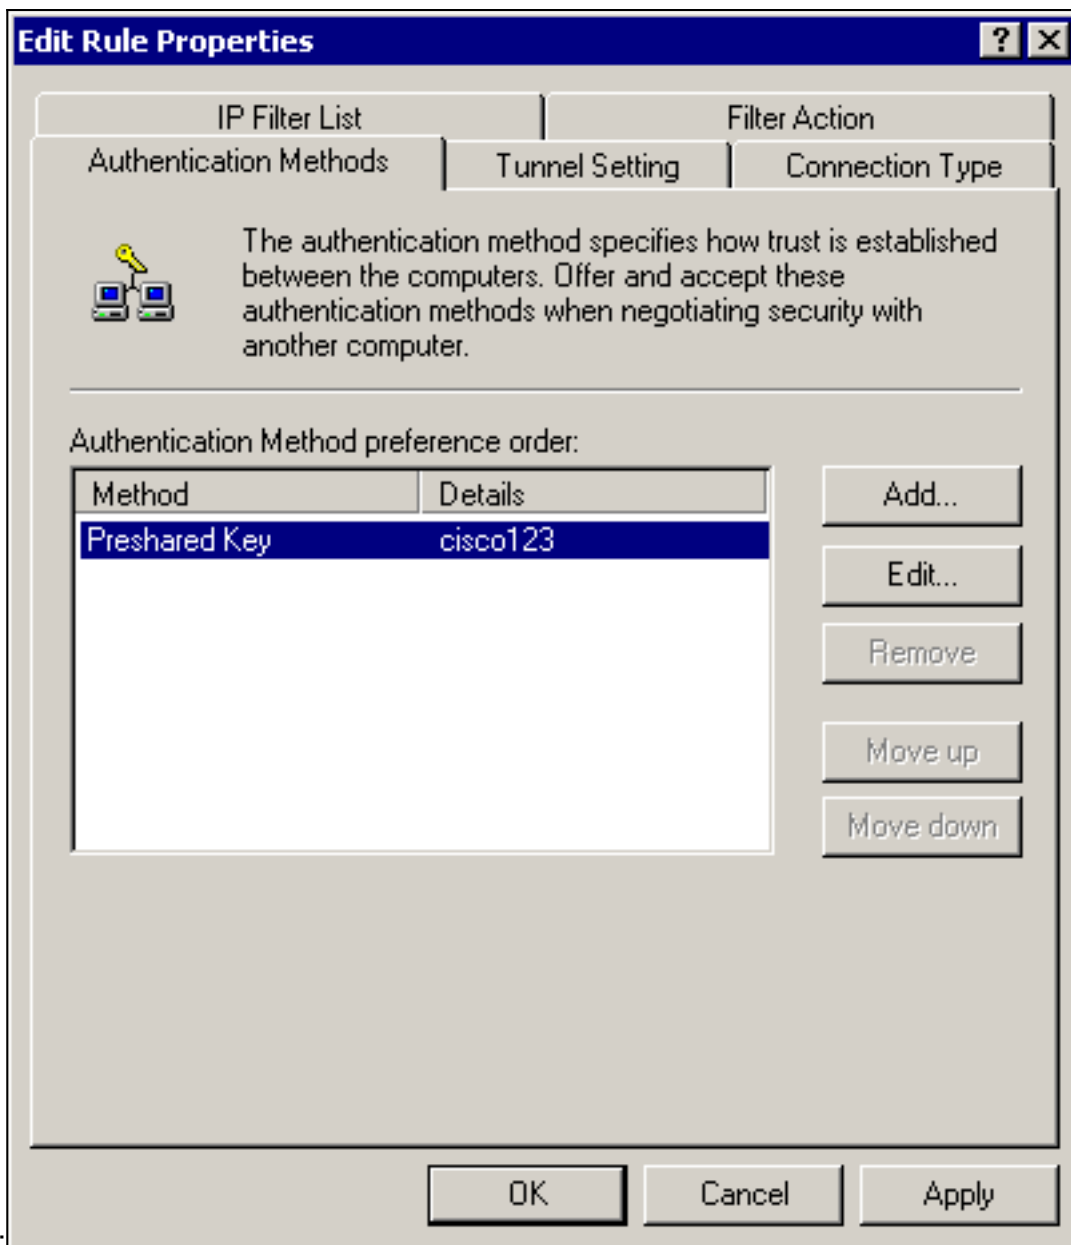 Edit Rule Properties
IP Filter List Filter Action
Authentication Methods Tunnel Setting Connection Type
The authentication method specifies how trust is established
between the computers. Offer and accept these
authentication methods when negotiating security with
another computer.
Authentication Method preference order:
Method Details
Preshared Key cisco123
Add...
Edit...
Remove
Move up
Move down
OK Cancel Apply
.